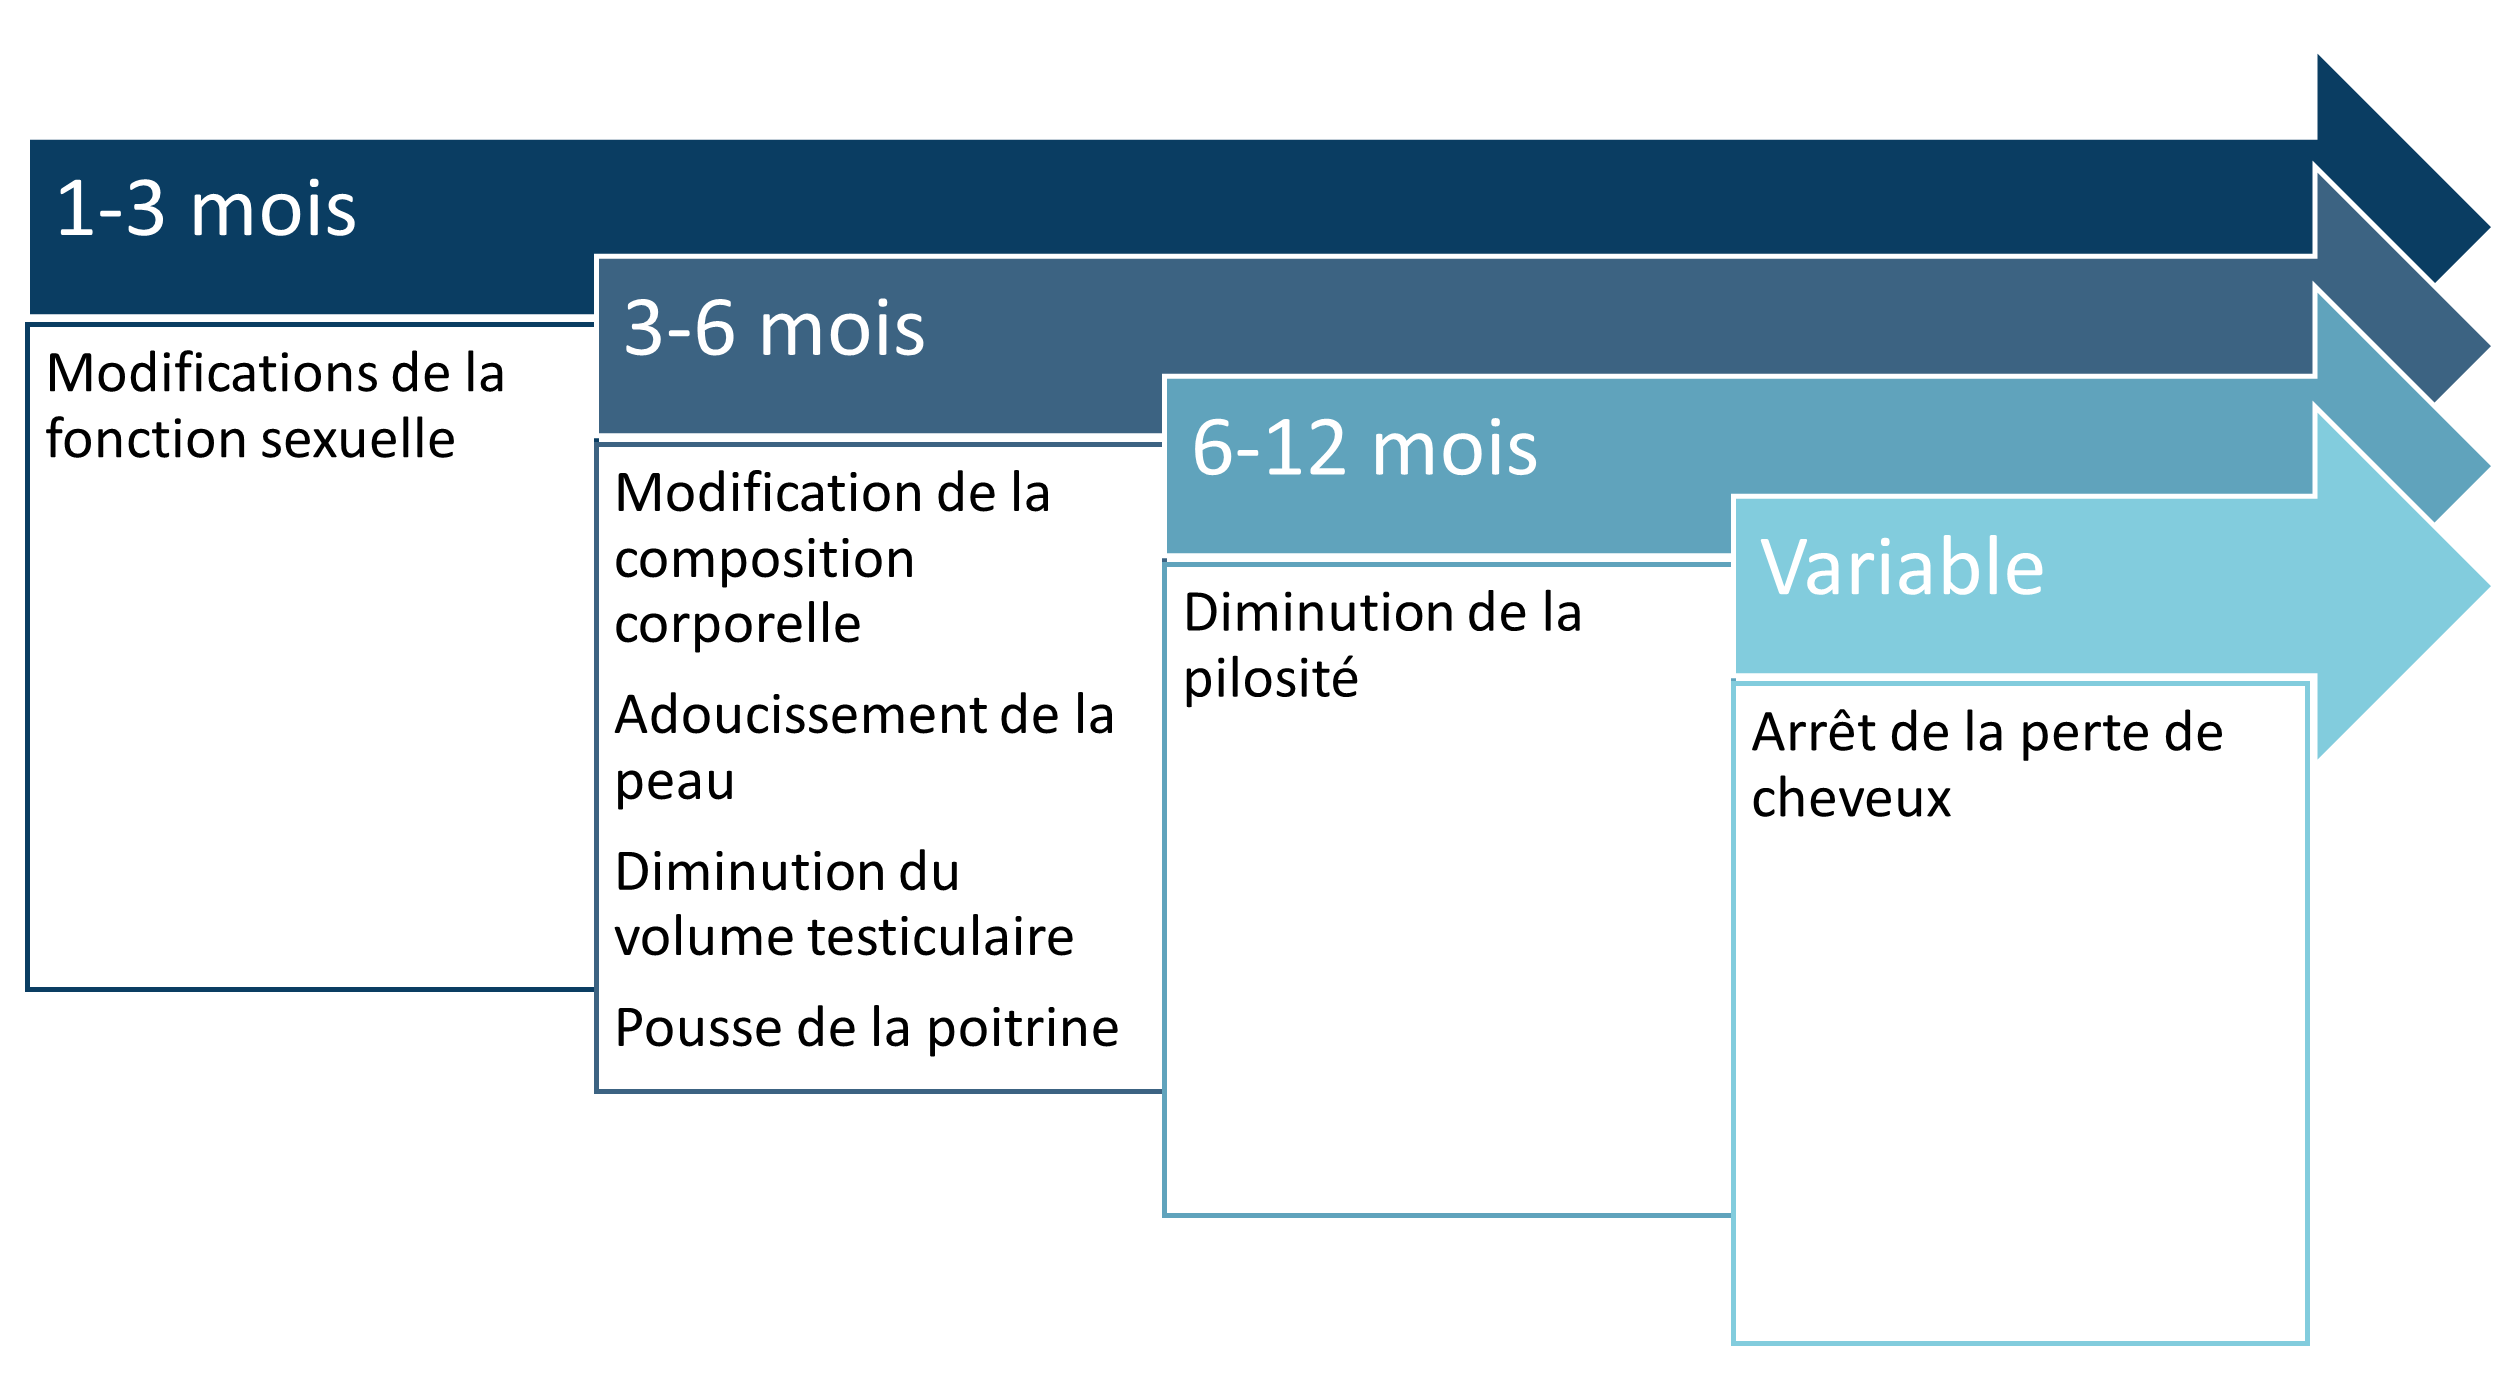 1-3 mois
Modifications de la
fonction sexuelle
3-6 mois
Modification de la
composition
corporelle
Adoucissement de la
peau
Diminution du
volume testiculaire
Pousse de la poitrine
6-12 mois
Diminution de la
pilosité
Variable
Arrêt de la perte de
cheveux